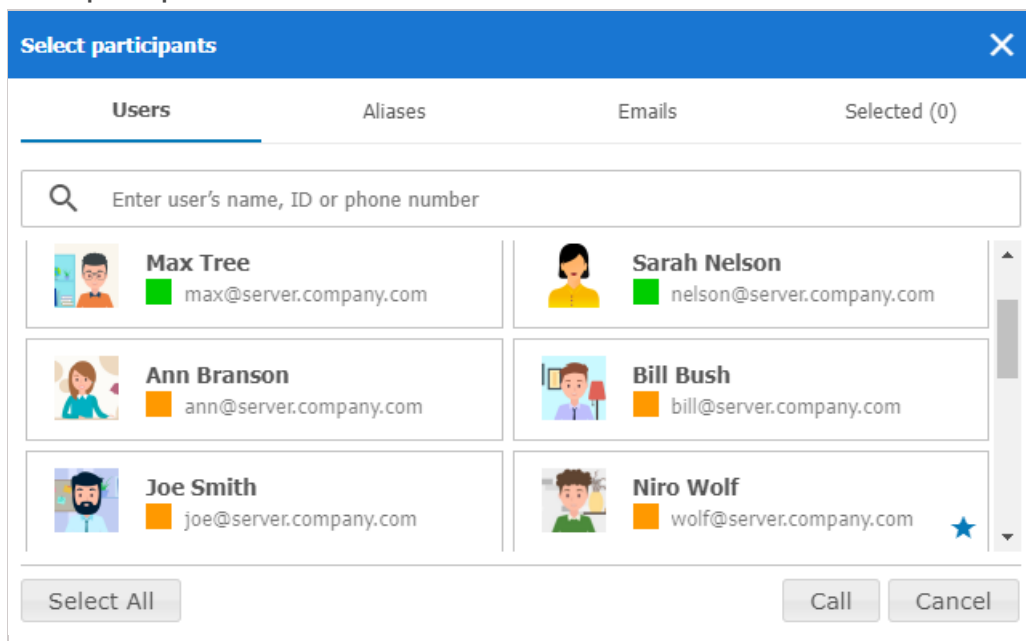 Select participants
Users Aliases Emails Selected (0)
Enter user’s name, ID or phone number
Max Tree
max@server.company.com
Sarah Nelson
nelson@server.company.com
Ann Branson
ann@server.company.com
Bill Bush
bill@server.company.com
Joe Smith
joe@server.company.com
Niro Wolf
wolf@server.company.com
Select All Call Cancel